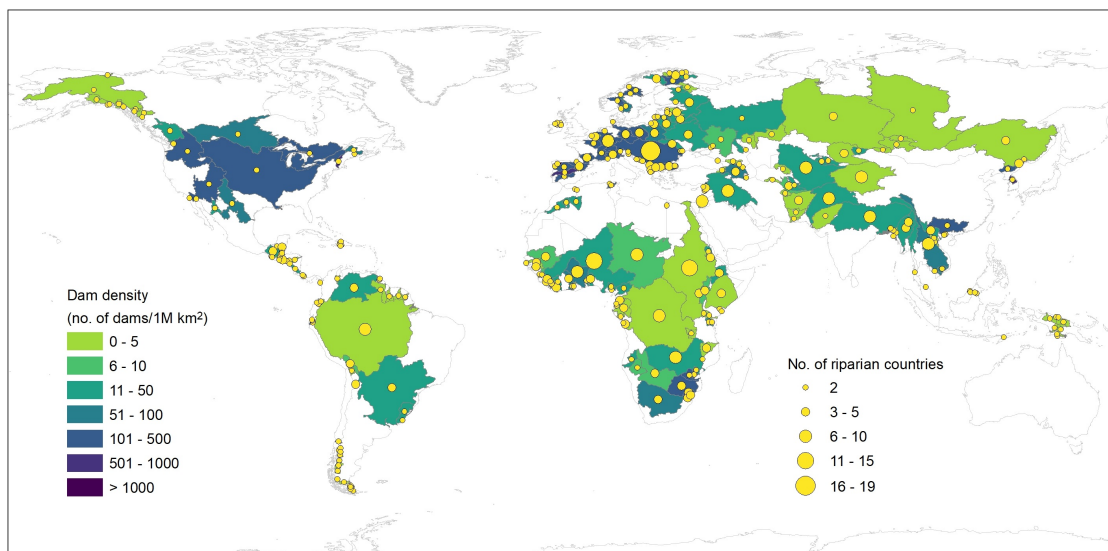 Dam density
(no. of dams/1M km²)
0 - 5
6 - 10
11 - 50
51 - 100
101 - 500
501 - 1000
> 1000
No. of riparian countries
2
3 - 5
6 - 10
11 - 15
16 - 19